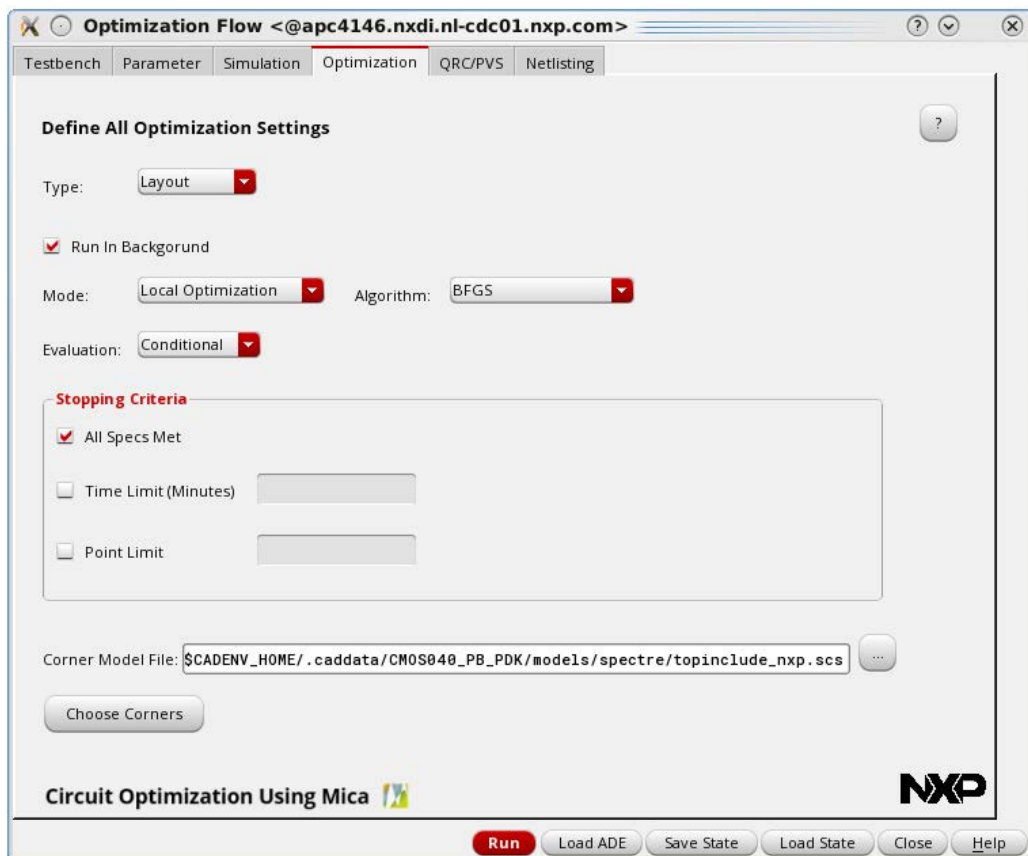 Optimization Flow <@apc4146.nxdi.nl-cdc01.nxp.com>
Testbench Parameter Simulation Optimization QRC/PVS Netlisting
Define All Optimization Settings
?
Type: Layout
Run In Backgorund
Mode: Local Optimization Algorithm: BFGS
Evaluation: Conditional
Stopping Criteria
All Specs Met
Time Limit (Minutes)
Point Limit
Corner Model File: $CADENV_HOME/.caddata/CMOS040_PB_PDK/models/spectre/topinclude_nxp.scs ...
Choose Corners
Circuit Optimization Using Mica
NXP
Run Load ADE Save State Load State Close Help